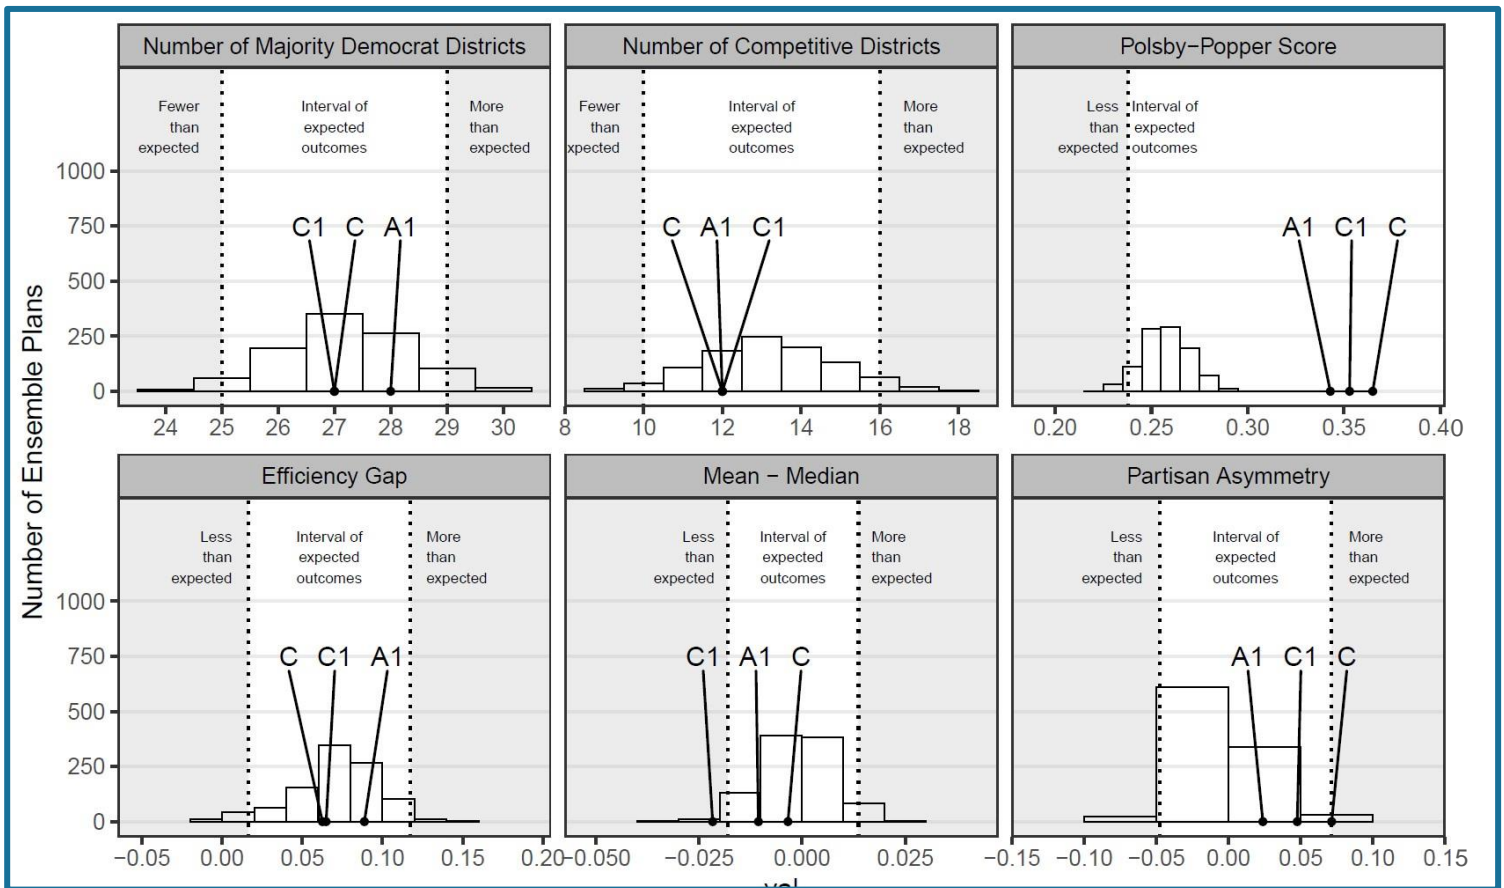 Number of Majority Democrat Districts
Number of Competitive Districts
Polsby−Popper Score
Fewer
than
expected
Interval of
expected
outcomes
More
than
expected
Fewer
than
xpected
Interval of
expected
outcomes
More
than
expected
Less
than
expected
Interval of
expected
outcomes
1000
750
500
250
0
C1 C A1
C A1 C1
A1 C1 C
24 25 26 27 28 29 30
8 10 12 14 16 18
0.20 0.25 0.30 0.35 0.40
Number of Ensemble Plans
Efficiency Gap
Mean − Median
Partisan Asymmetry
Less
than
expected
Interval of
expected
outcomes
More
than
expected
Less
than
expected
Interval of
expected
outcomes
More
than
expected
Less
than
expected
Interval of
expected
outcomes
More
than
expected
1000
750
500
250
0
C C1 A1
C1 A1 C
A1 C1 C
−0.05 0.00 0.05 0.10 0.15 0.20
−0.050 −0.025 0.000 0.025
−0.15 −0.10 −0.05 0.00 0.05 0.10 0.15